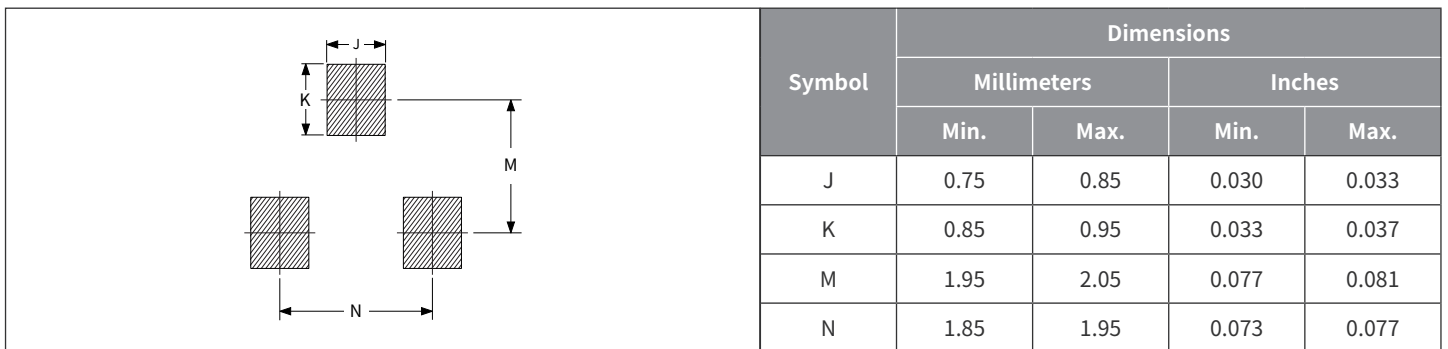 J
K
M
N
Symbol
Dimensions
Millimeters Inches
Min. Max. Min. Max.
J 0.75 0.85 0.030 0.033
K 0.85 0.95 0.033 0.037
M 1.95 2.05 0.077 0.081
N 1.85 1.95 0.073 0.077